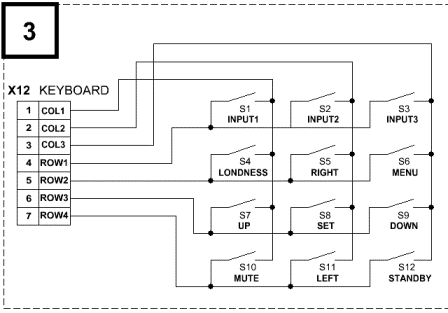 3
X12 KEYBOARD
1 COL1
2 COL2
3 COL3
4 ROW1
5 ROW2
6 ROW3
7 ROW4
S1 S2 S3
INPUT1 INPUT2 INPUT3
S4 S5 S6
LONDNESS RIGHT MENU
S7 S8 S9
UP SET DOWN
S10 S11 S12
MUTE LEFT STANDBY